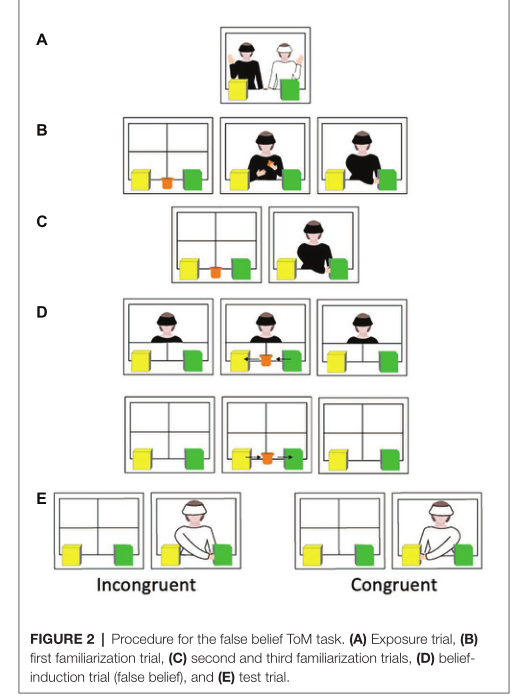 A
B
C
D
E
Incongruent Congruent
FIGURE 2 | Procedure for the false belief ToM task. (A) Exposure trial, (B)
first familiarization trial, (C) second and third familiarization trials, (D) belief-
induction trial (false belief), and (E) test trial.